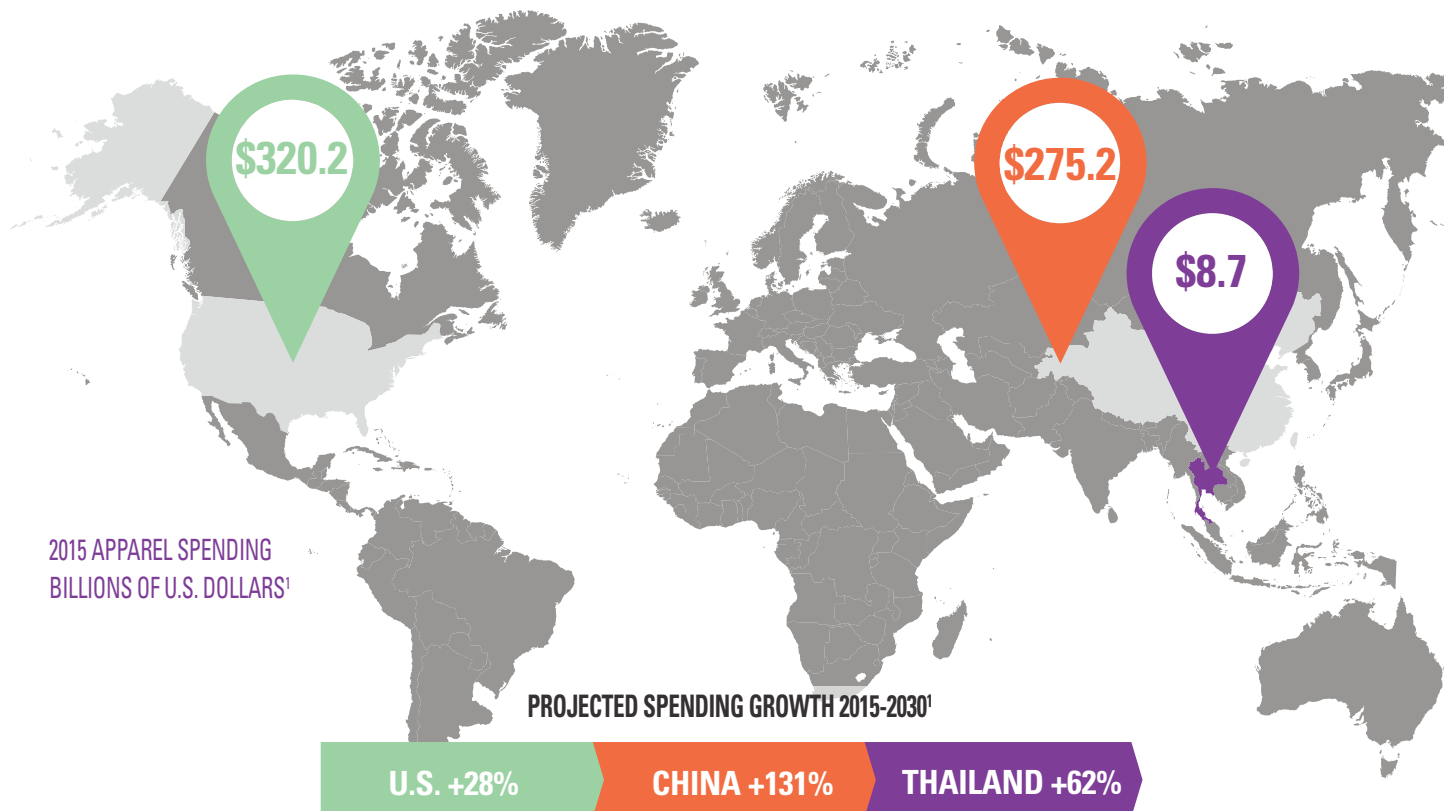 $320.2
$275.2
$8.7
2015 APPAREL SPENDING
BILLIONS OF U.S. DOLLARS¹
PROJECTED SPENDING GROWTH 2015-2030¹
U.S. +28%
CHINA +131%
THAILAND +62%